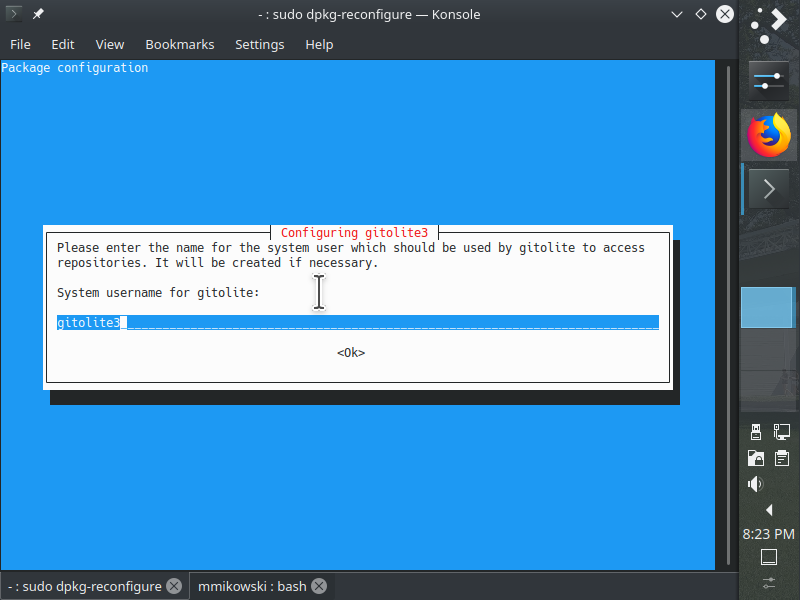 - : sudo dpkg-reconfigure — Konsole
File Edit View Bookmarks Settings Help
Package configuration
Configuring gitolite3
Please enter the name for the system user which should be used by gitolite to access
repositories. It will be created if necessary.
System username for gitolite:
gitolite3
<Ok>
8:23 PM
- : sudo dpkg-reconfigure
mmikowski : bash